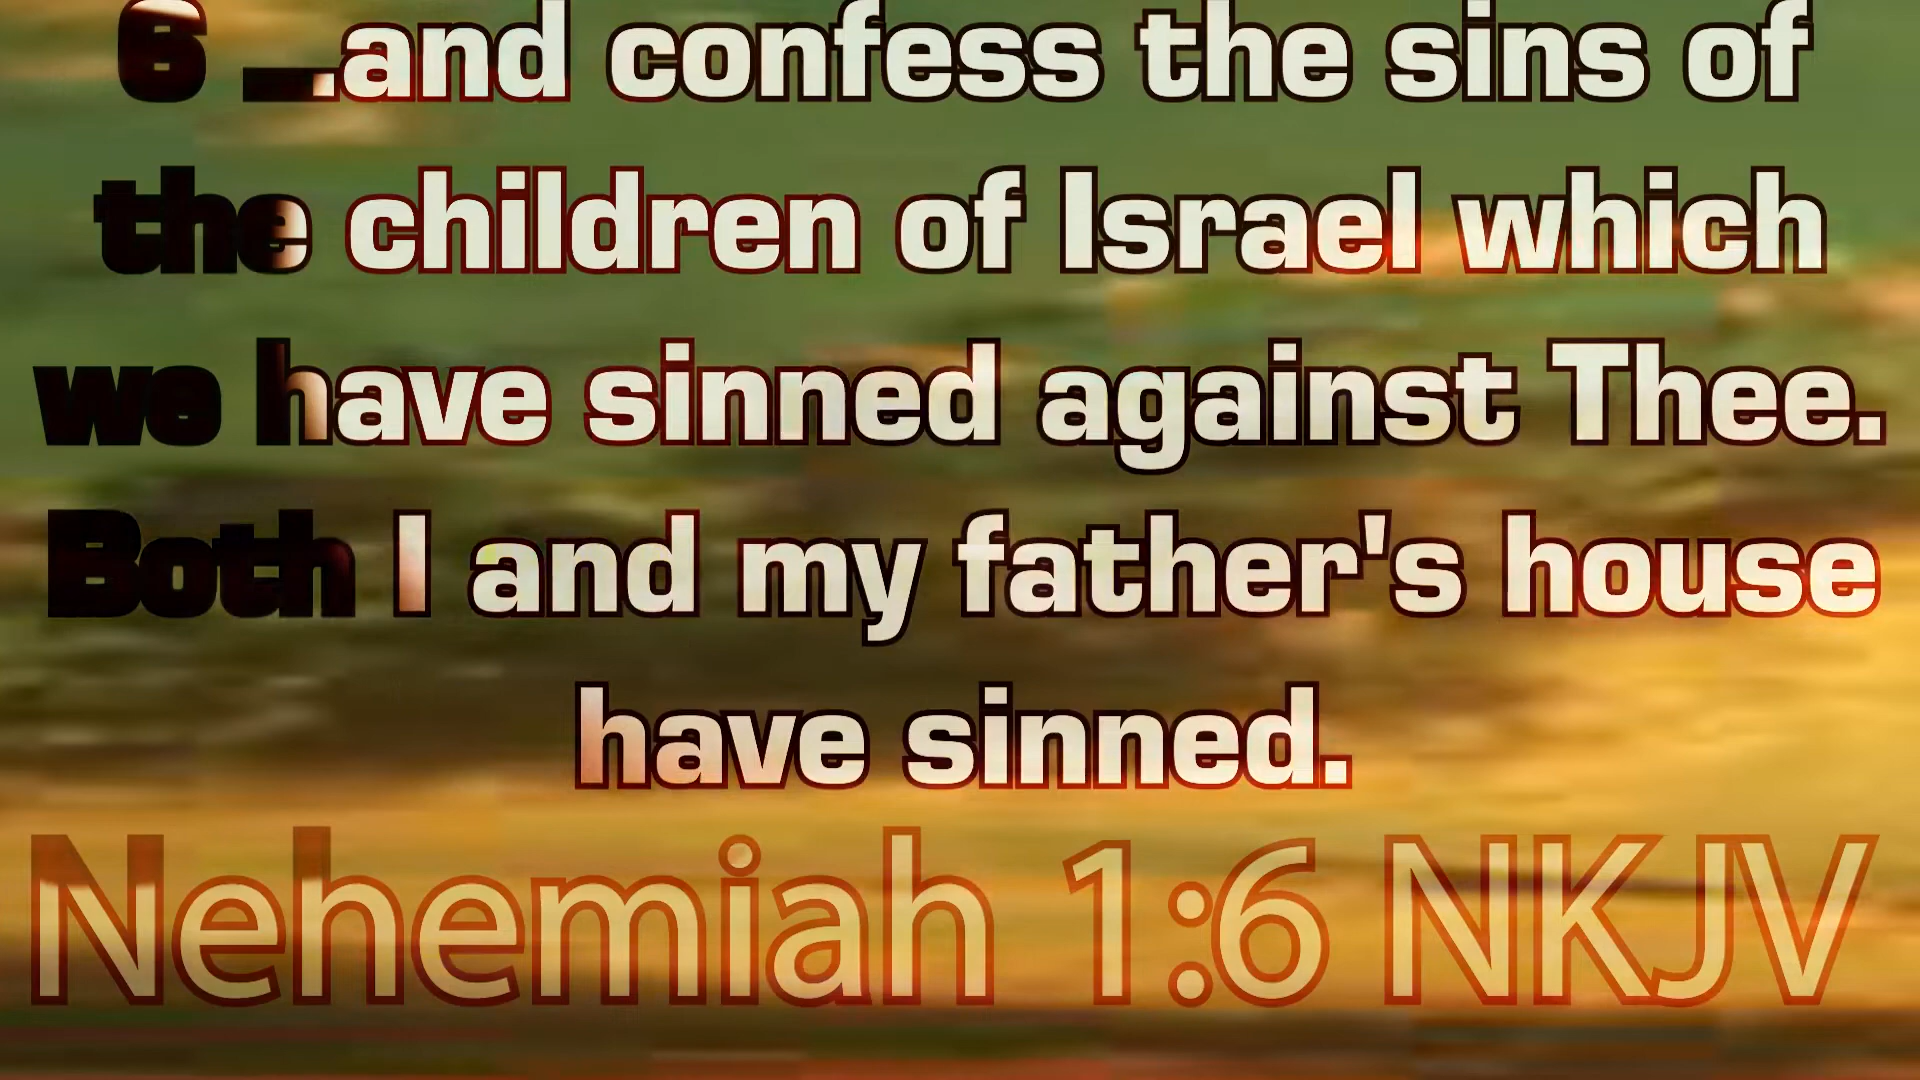 6 ...and confess the sins of
the children of Israel which
we have sinned against Thee.
Both I and my father's house
have sinned.
Nehemiah 1:6 NKJV